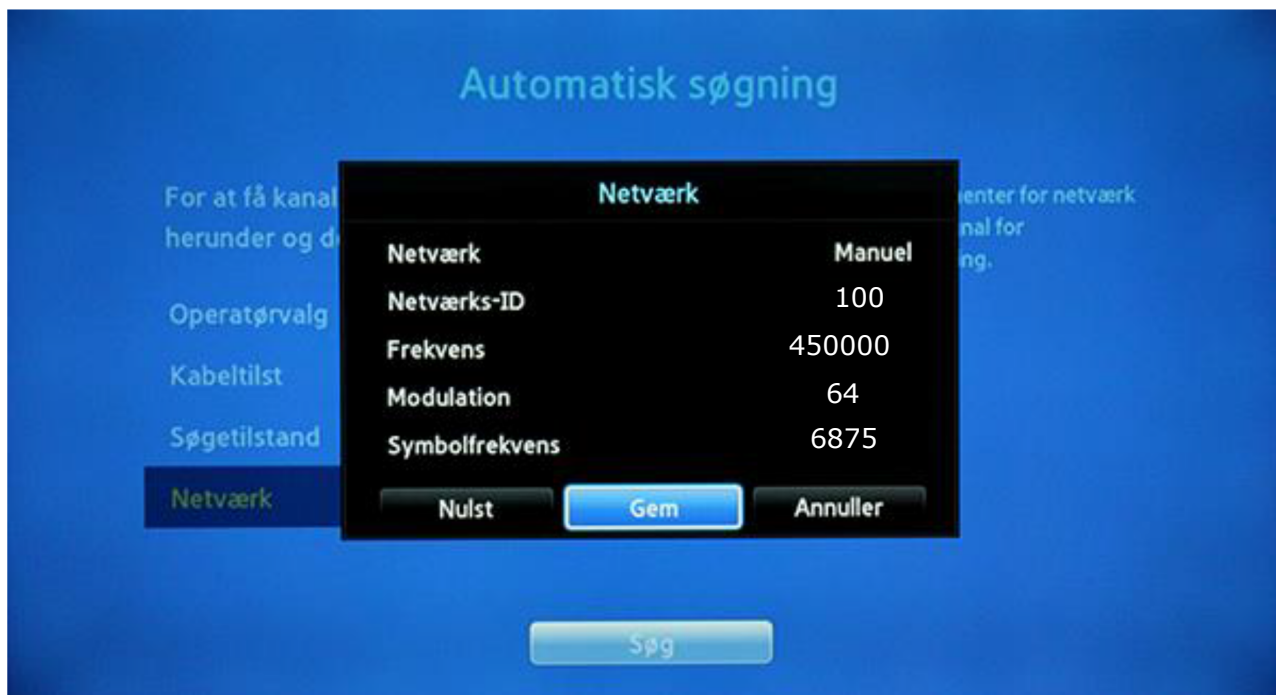 Automatisk søgning
For at få kanal
herunder og d
enter for netværk
nal for
ng.
Operatørvalg
Kabeltilst
Søgetilstand
Netværk
Netværk
Netværk Manuel
Netværks-ID 100
Frekvens 450000
Modulation 64
Symbolfrekvens 6875
Nulst Gem Annuller
Søg